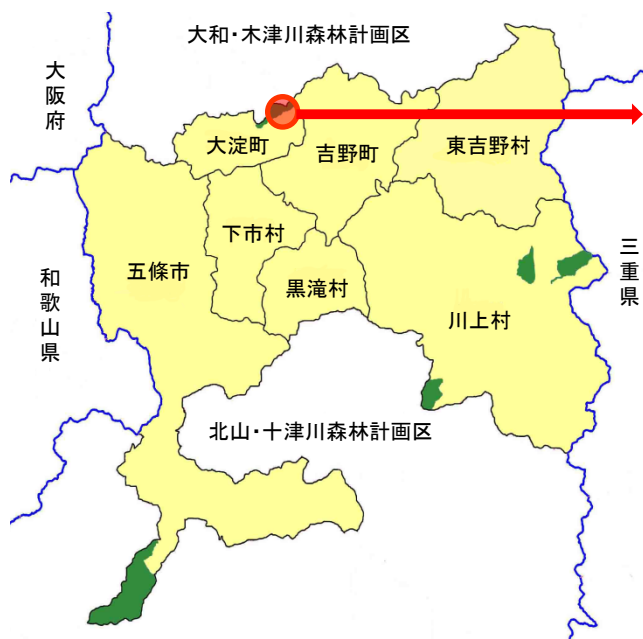 大和・木津川森林計画区
大阪府
大淀町
吉野町
東吉野村
下市村
五條市
黒滝村
川上村
三重県
和歌山県
北山・十津川森林計画区